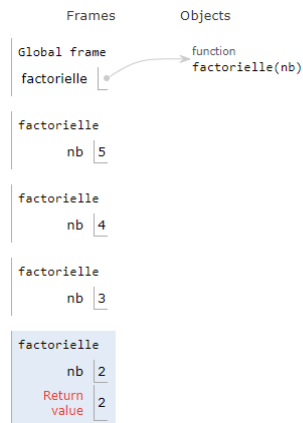 Frames Objects
Global frame
factorielle
function
factorielle(nb)
factorielle
nb 5
factorielle
nb 4
factorielle
nb 3
factorielle
nb 2
Return
value 2